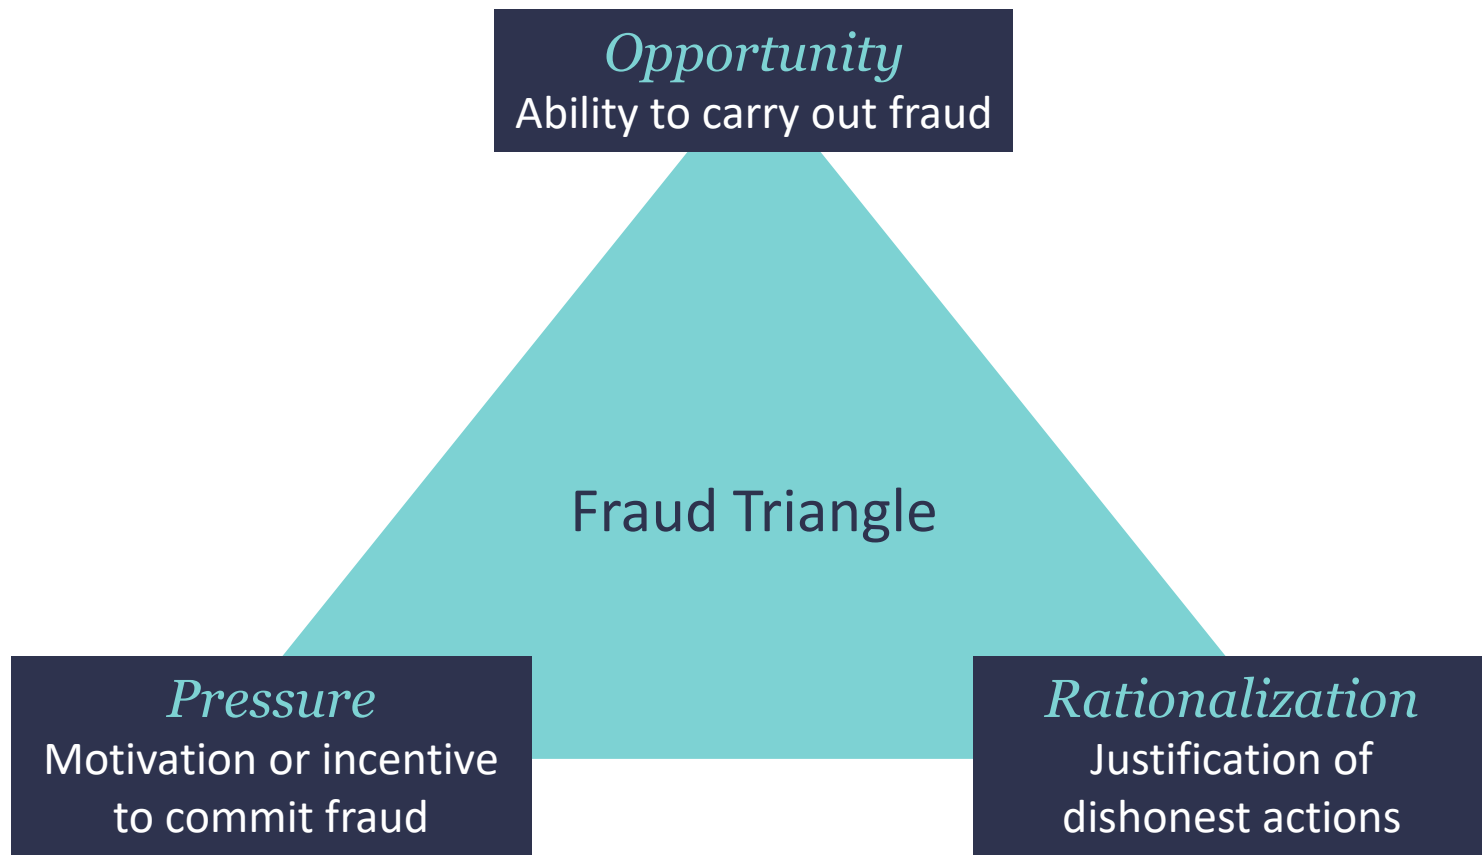 Opportunity
Ability to carry out fraud
Fraud Triangle
Pressure
Motivation or incentive
to commit fraud
Rationalization
Justification of
dishonest actions